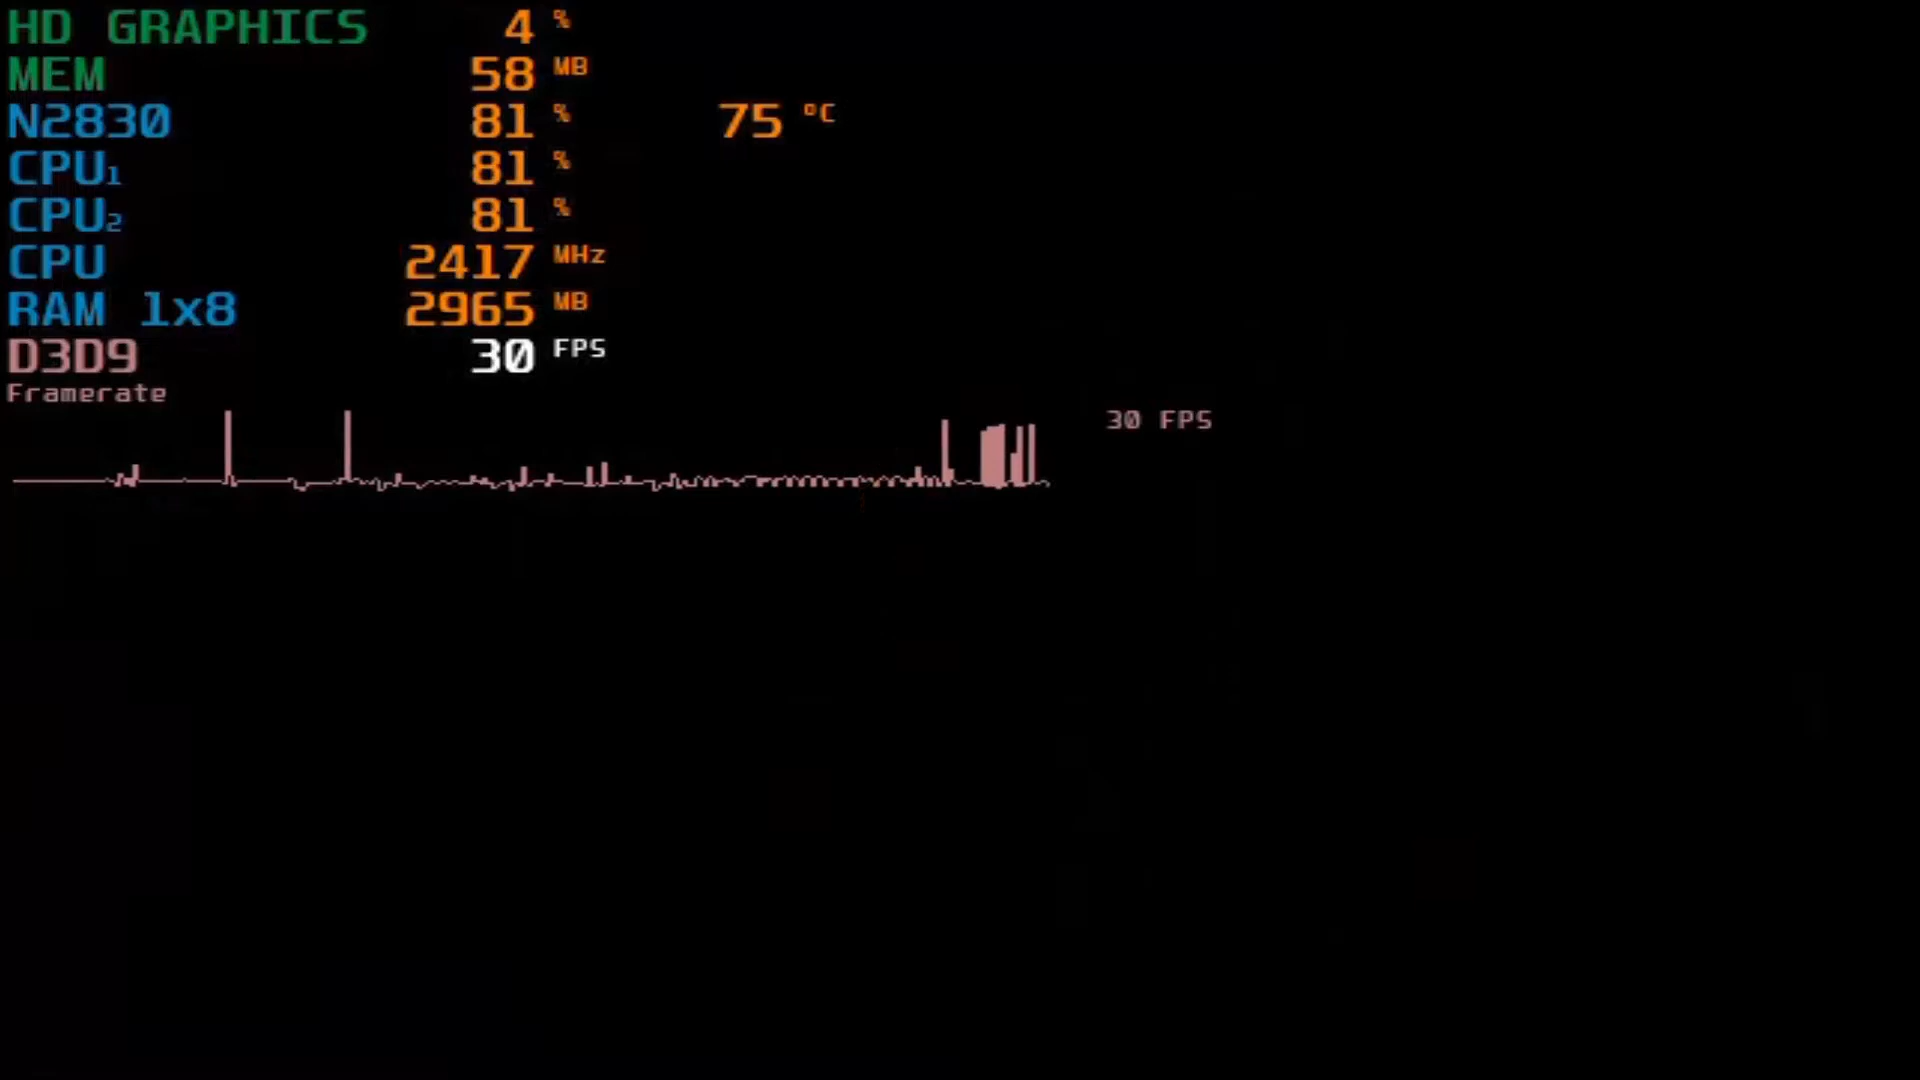 HD GRAPHICS 4 %
MEM 58 MB
N2830 81 % 75 °C
CPU1 81 %
CPU2 81 %
CPU 2417 MHz
RAM 1x8 2965 MB
D3D9 30 FPS
Framerate
30 FPS